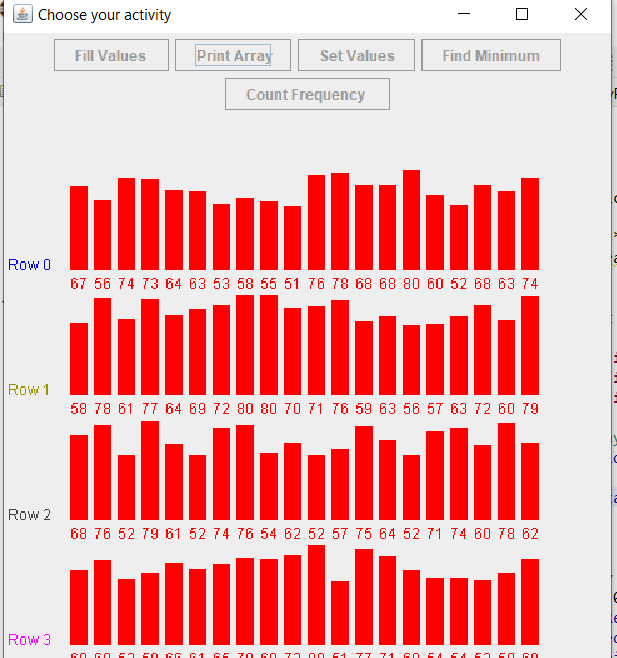 Choose your activity
Fill Values Print Array Set Values Find Minimum
Count Frequency
Row 0
67 56 74 73 64 63 53 58 55 51 76 78 68 68 80 60 52 68 63 74
Row 1
58 78 61 77 64 69 72 80 80 70 71 76 59 63 56 57 63 72 60 79
Row 2
68 76 52 79 61 52 74 76 54 62 52 57 75 64 52 71 74 60 78 62
Row 3